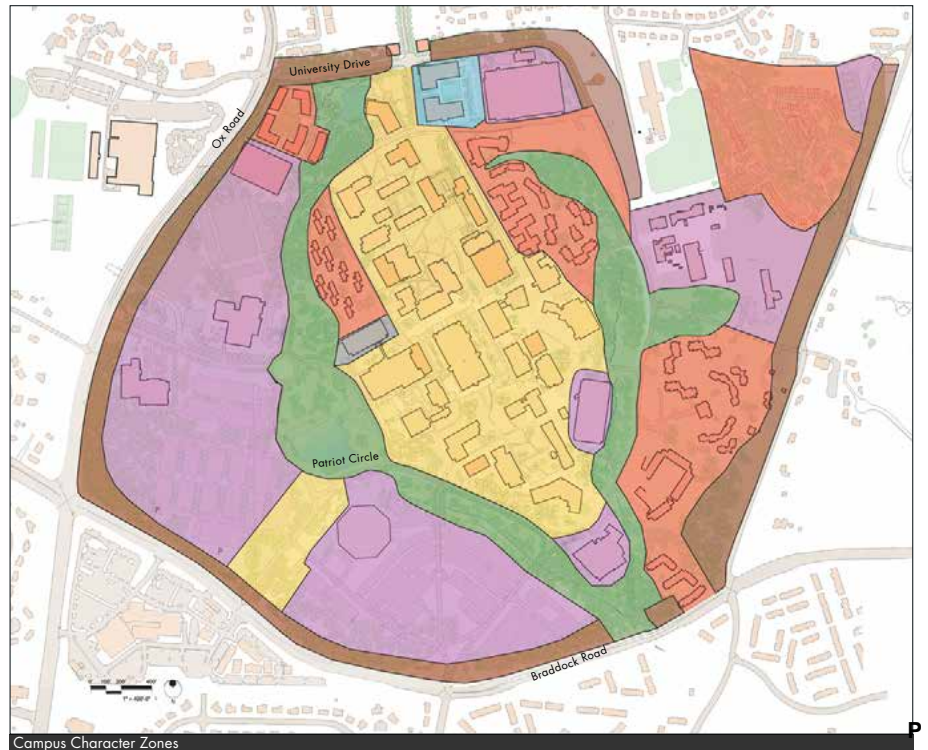 University Drive
Ox Road
Patriot Circle
Braddock Road
P
Campus Character Zones